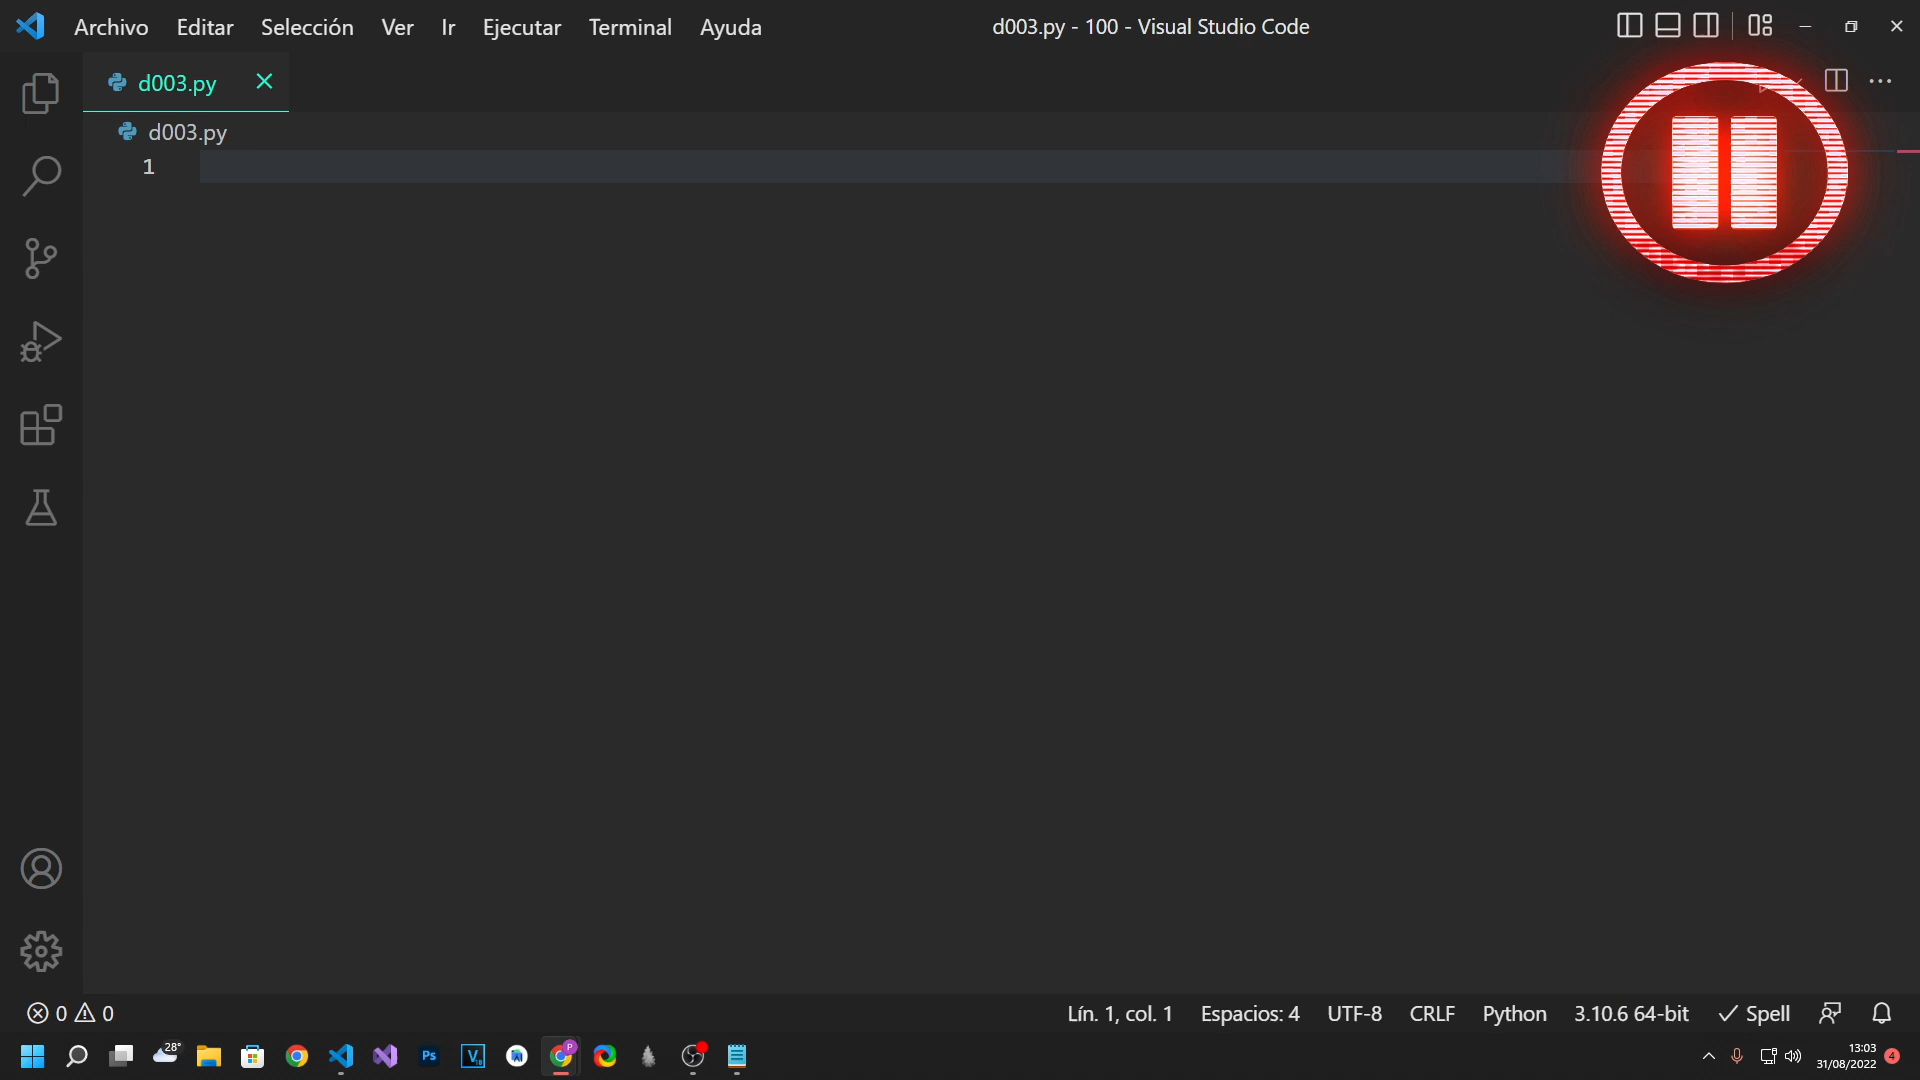 Archivo Editar Selección Ver Ir Ejecutar Terminal Ayuda
d003.py - 100 - Visual Studio Code
d003.py
d003.py
1
0 0
Lín. 1, col. 1 Espacios: 4 UTF-8 CRLF Python 3.10.6 64-bit Spell
28°
Ps
V
P
13:03
31/08/2022
4